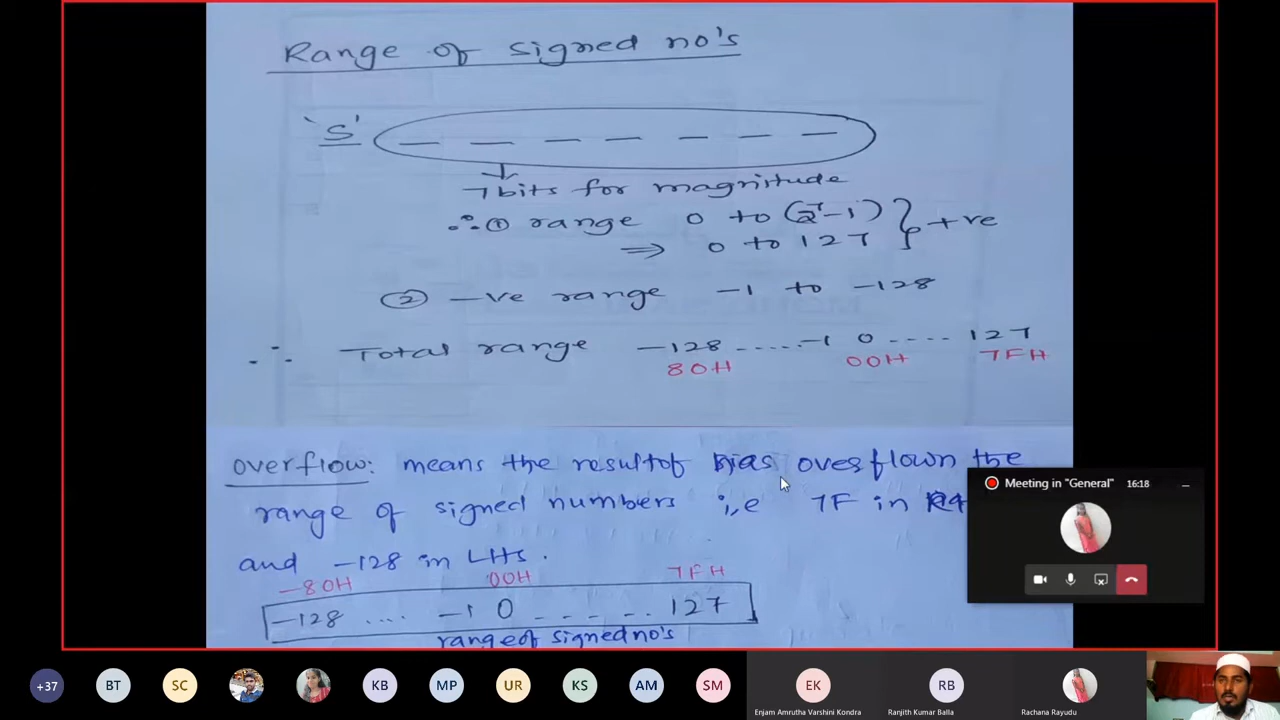 Range of signed no's
'S' — — — — — — —
7 bits for magnitude
∴ ① range 0 to (2⁷-1) } +ve
⇒ 0 to 127
② -ve range -1 to -128
∴ Total range -128 ..... -1 0 .... 127
80H 00H 7FH
overflow: means the result of has overflown the
range of signed numbers i,e 7F in
and -128 in LHS.
-80H 00H 7FH
-128 .... -1 0 - - - .. 127
range of signed no's
Meeting in "General" 16:18
+37 BT SC KB MP UR KS AM SM EK RB
Enjam Amrutha Varshini Kondra Ranjith Kumar Balla Rachana Rayudu